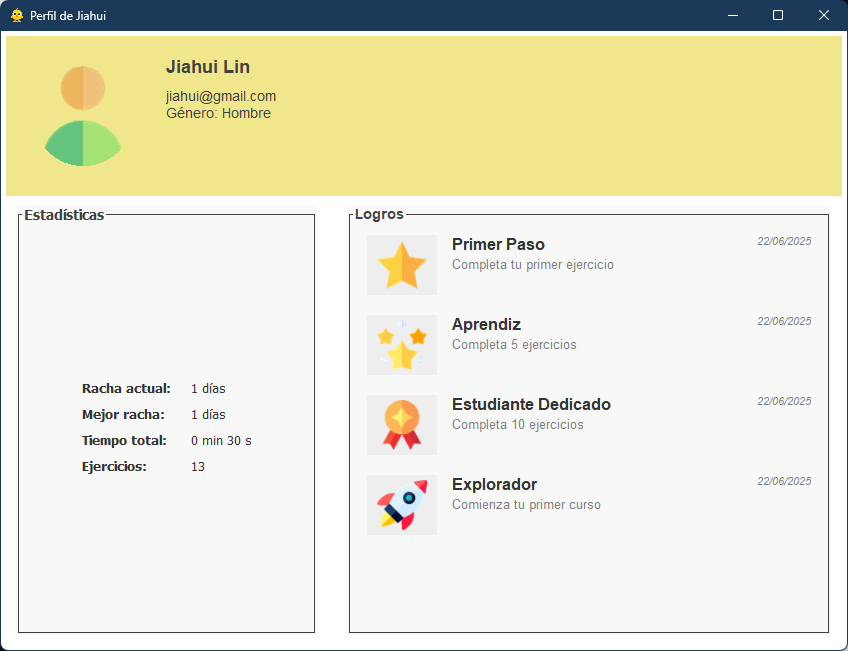 Perfil de Jiahui
Jiahui Lin
jiahui@gmail.com
Género: Hombre
Estadísticas
Racha actual: 1 días
Mejor racha: 1 días
Tiempo total: 0 min 30 s
Ejercicios: 13
Logros
Primer Paso 22/06/2025
Completa tu primer ejercicio
Aprendiz 22/06/2025
Completa 5 ejercicios
Estudiante Dedicado 22/06/2025
Completa 10 ejercicios
Explorador 22/06/2025
Comienza tu primer curso